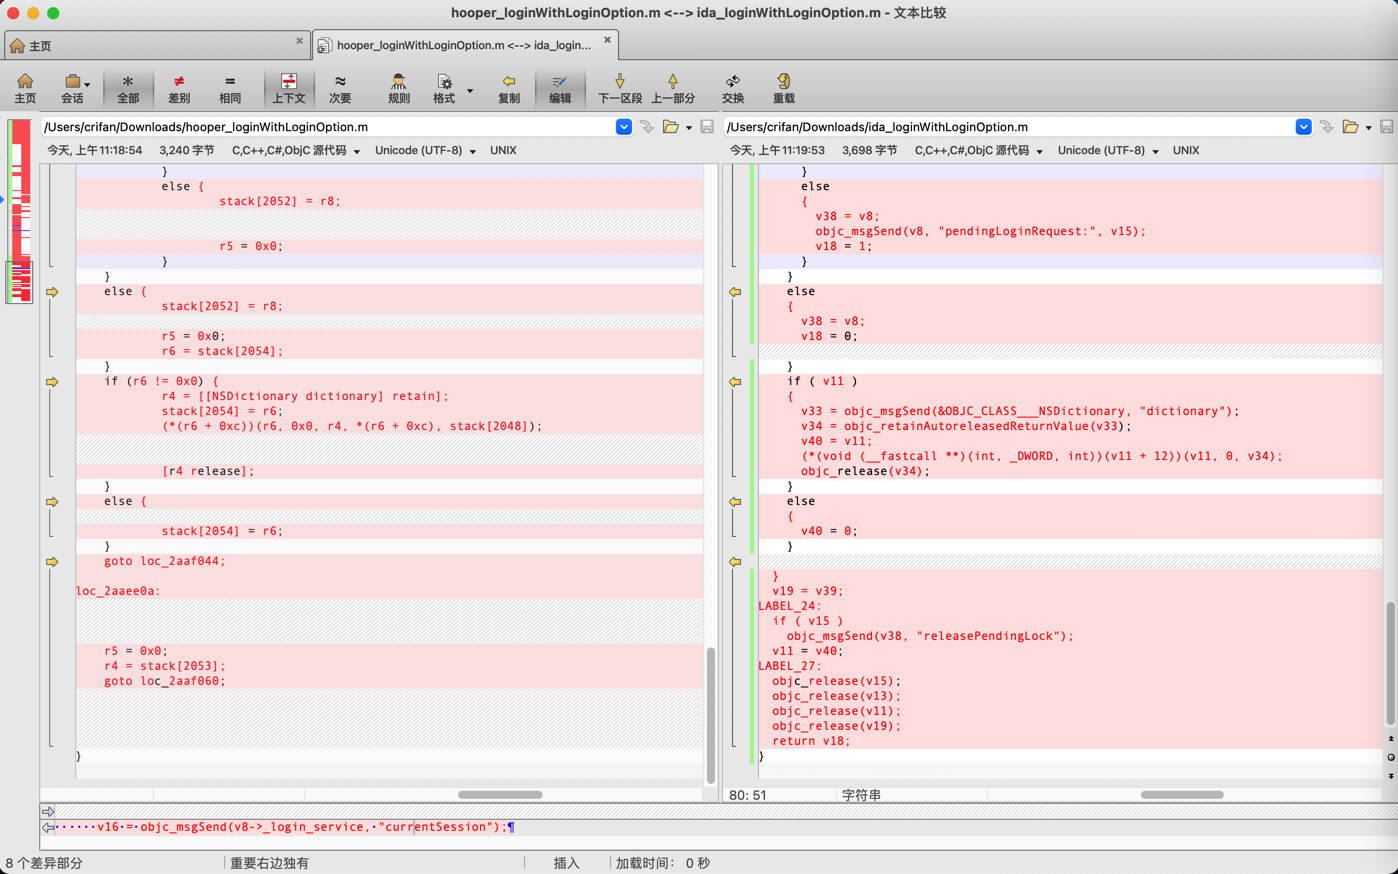 hooper_loginWithLoginOption.m <--> ida_loginWithLoginOption.m - 文本比较
主页
hooper_loginWithLoginOption.m <--> ida_login...
主页 会话 全部 差别 相同 上下文 次要 规则 格式 复制 编辑 下一区段 上一部分 交换 重载
/Users/crifan/Downloads/hooper_loginWithLoginOption.m
今天, 上午11:18:54 3,240 字节 C,C++,C#,ObjC 源代码 Unicode (UTF-8) UNIX
}
else {
stack[2052] = r8;
r5 = 0x0;
}
}
else {
stack[2052] = r8;
r5 = 0x0;
r6 = stack[2054];
}
if (r6 != 0x0) {
r4 = [[NSDictionary dictionary] retain];
stack[2054] = r6;
(*(r6 + 0xc))(r6, 0x0, r4, *(r6 + 0xc), stack[2048]);
[r4 release];
}
else {
stack[2054] = r6;
}
goto loc_2aaf044;
loc_2aaee0a:
r5 = 0x0;
r4 = stack[2053];
goto loc_2aaf060;
}
/Users/crifan/Downloads/ida_loginWithLoginOption.m
今天, 上午11:19:53 3,698 字节 C,C++,C#,ObjC 源代码 Unicode (UTF-8) UNIX
}
else
{
v38 = v8;
objc_msgSend(v8, "pendingLoginRequest:", v15);
v18 = 1;
}
}
else
{
v38 = v8;
v18 = 0;
}
if ( v11 )
{
v33 = objc_msgSend(&OBJC_CLASS___NSDictionary, "dictionary");
v34 = objc_retainAutoreleasedReturnValue(v33);
v40 = v11;
(*(void (__fastcall **)(int, _DWORD, int))(v11 + 12))(v11, 0, v34);
objc_release(v34);
}
else
{
v40 = 0;
}
}
v19 = v39;
LABEL_24:
if ( v15 )
objc_msgSend(v38, "releasePendingLock");
v11 = v40;
LABEL_27:
objc_release(v15);
objc_release(v13);
objc_release(v11);
objc_release(v19);
return v18;
}
80: 51 字符串
······v16·=·objc_msgSend(v8->_login_service,·"currentSession");¶
8 个差异部分 重要右边独有 插入 加载时间: 0 秒